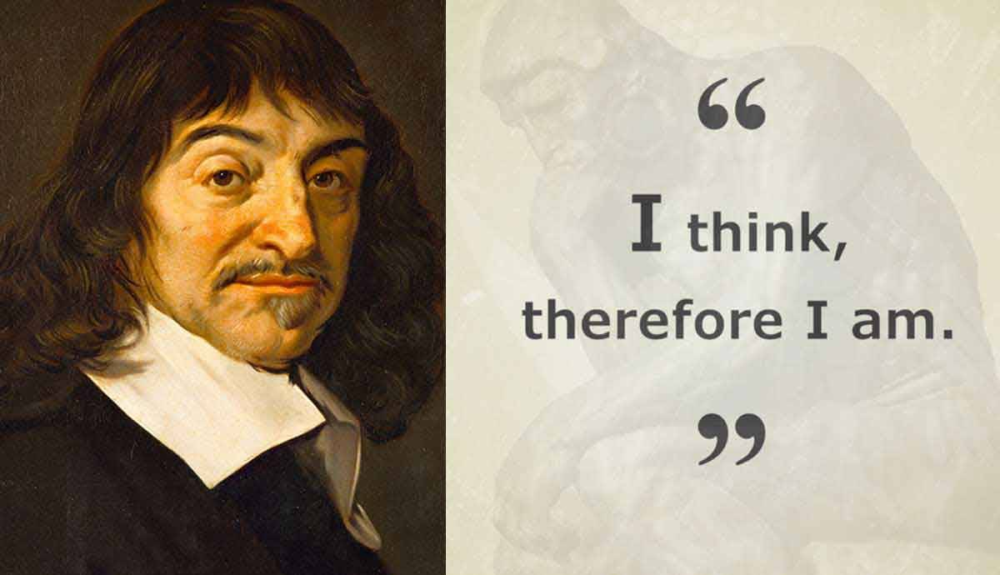 “
I think,
therefore I am.
”